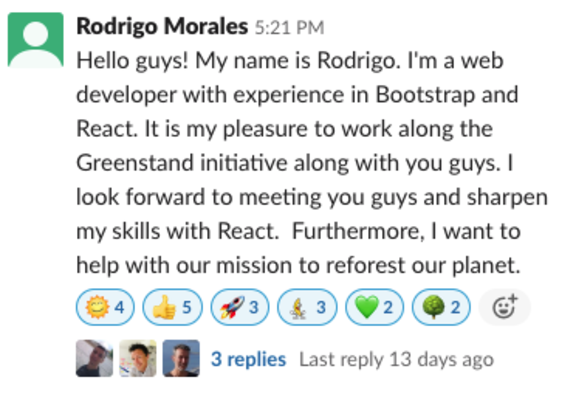 Rodrigo Morales 5:21 PM
Hello guys! My name is Rodrigo. I'm a web
developer with experience in Bootstrap and
React. It is my pleasure to work along the
Greenstand initiative along with you guys. I
look forward to meeting you guys and sharpen
my skills with React.  Furthermore, I want to
help with our mission to reforest our planet.
4 5 3 3 2 2
3 replies Last reply 13 days ago